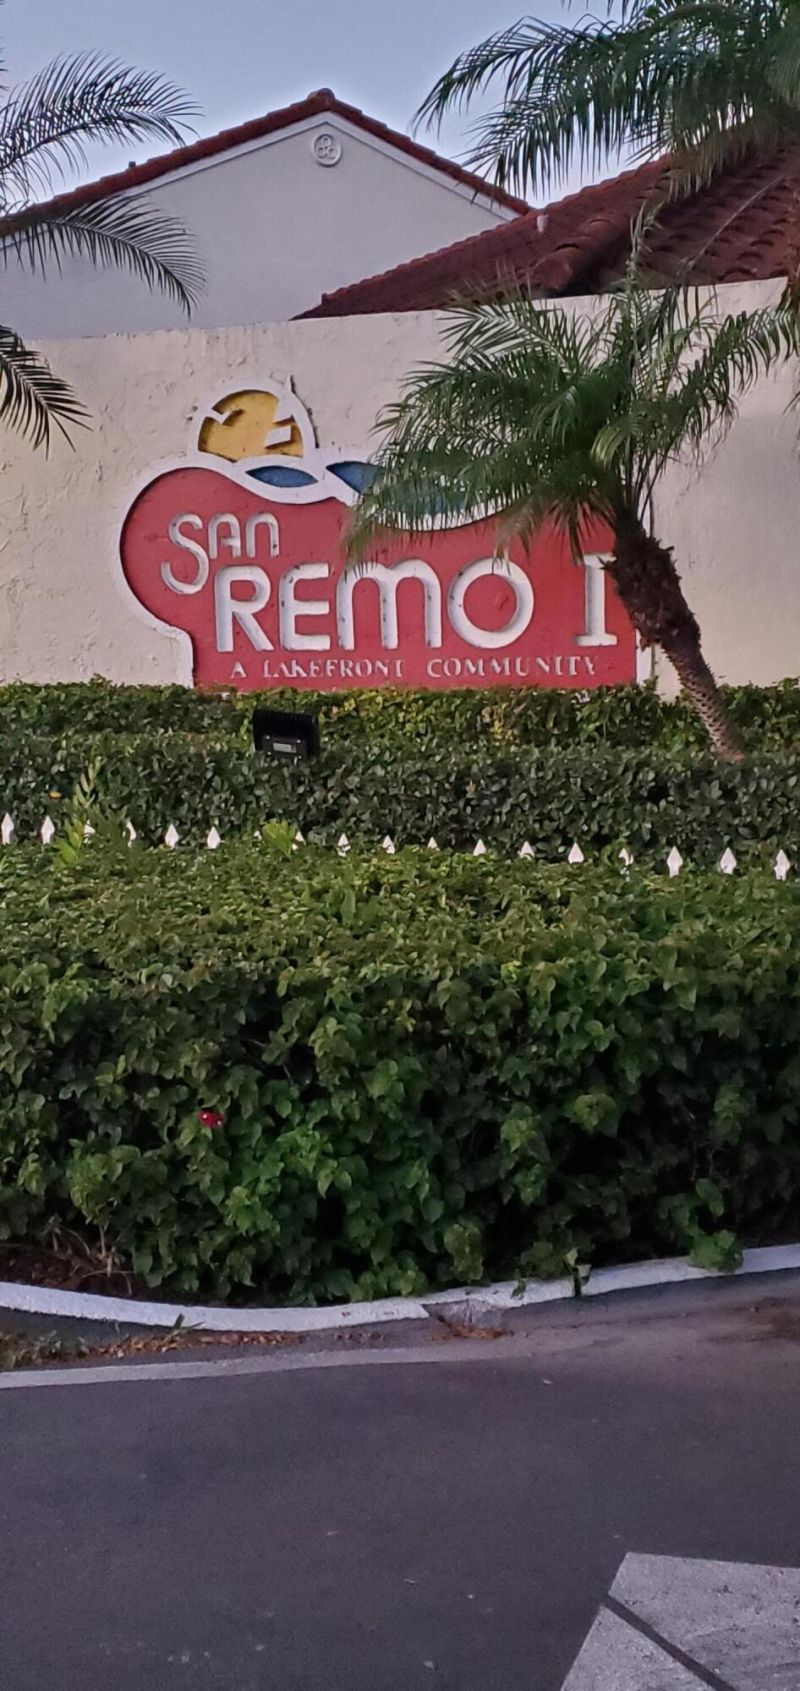 SAN
REMO I
A LAKEFRONT COMMUNITY